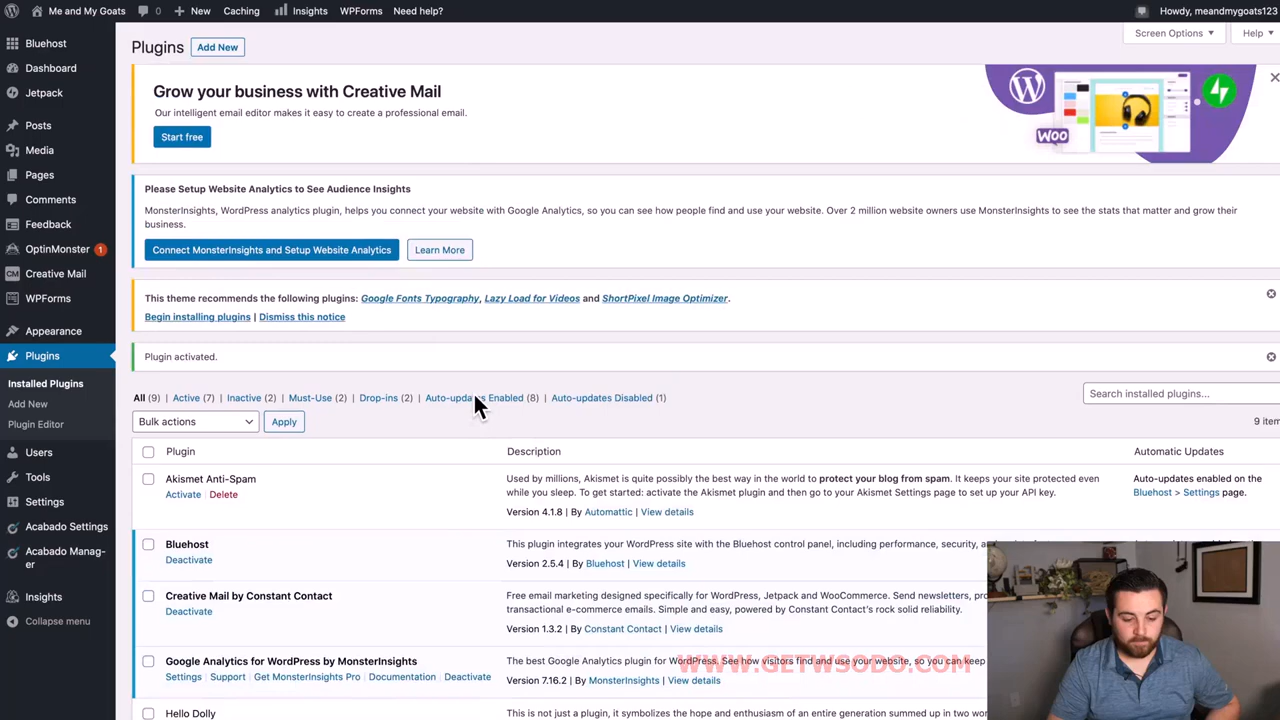 Me and My Goats 0 New Caching Insights WPForms Need help? Howdy, meandmygoats123
Bluehost
Dashboard
Jetpack
Posts
Media
Pages
Comments
Feedback
OptinMonster 1
CM Creative Mail
WPForms
Appearance
Plugins
Installed Plugins
Add New
Plugin Editor
Users
Tools
Settings
Acabado Settings
Acabado Manag-
er
Insights
Collapse menu
Screen Options Help
Plugins Add New
Grow your business with Creative Mail
Our intelligent email editor makes it easy to create a professional email.
Start free
WOO
Please Setup Website Analytics to See Audience Insights
MonsterInsights, WordPress analytics plugin, helps you connect your website with Google Analytics, so you can see how people find and use your website. Over 2 million website owners use MonsterInsights to see the stats that matter and grow their
business.
Connect MonsterInsights and Setup Website Analytics Learn More
This theme recommends the following plugins: Google Fonts Typography, Lazy Load for Videos and ShortPixel Image Optimizer.
Begin installing plugins | Dismiss this notice
Plugin activated.
All (9) | Active (7) | Inactive (2) | Must-Use (2) | Drop-ins (2) | Auto-updates Enabled (8) | Auto-updates Disabled (1)
Search installed plugins...
Bulk actions Apply
9 item
Plugin Description Automatic Updates
Akismet Anti-Spam
Activate | Delete
Used by millions, Akismet is quite possibly the best way in the world to protect your blog from spam. It keeps your site protected even
while you sleep. To get started: activate the Akismet plugin and then go to your Akismet Settings page to set up your API key.
Version 4.1.8 | By Automattic | View details
Auto-updates enabled on the
Bluehost > Settings page.
Bluehost
Deactivate
This plugin integrates your WordPress site with the Bluehost control panel, including performance, security,
Version 2.5.4 | By Bluehost | View details
Creative Mail by Constant Contact
Deactivate
Free email marketing designed specifically for WordPress, Jetpack and WooCommerce. Send newsletters,
transactional e-commerce emails. Simple and easy, powered by Constant Contact's rock solid reliability.
Version 1.3.2 | By Constant Contact | View details
Google Analytics for WordPress by MonsterInsights
Settings | Support | Get MonsterInsights Pro | Documentation | Deactivate
The best Google Analytics plugin for WordPress. See how visitors find and use your website, so you can keep
Version 7.16.2 | By MonsterInsights | View details
WWW.GETWSODO.COM
Hello Dolly
This is not just a plugin, it symbolizes the hope and enthusiasm of an entire generation summed up in two